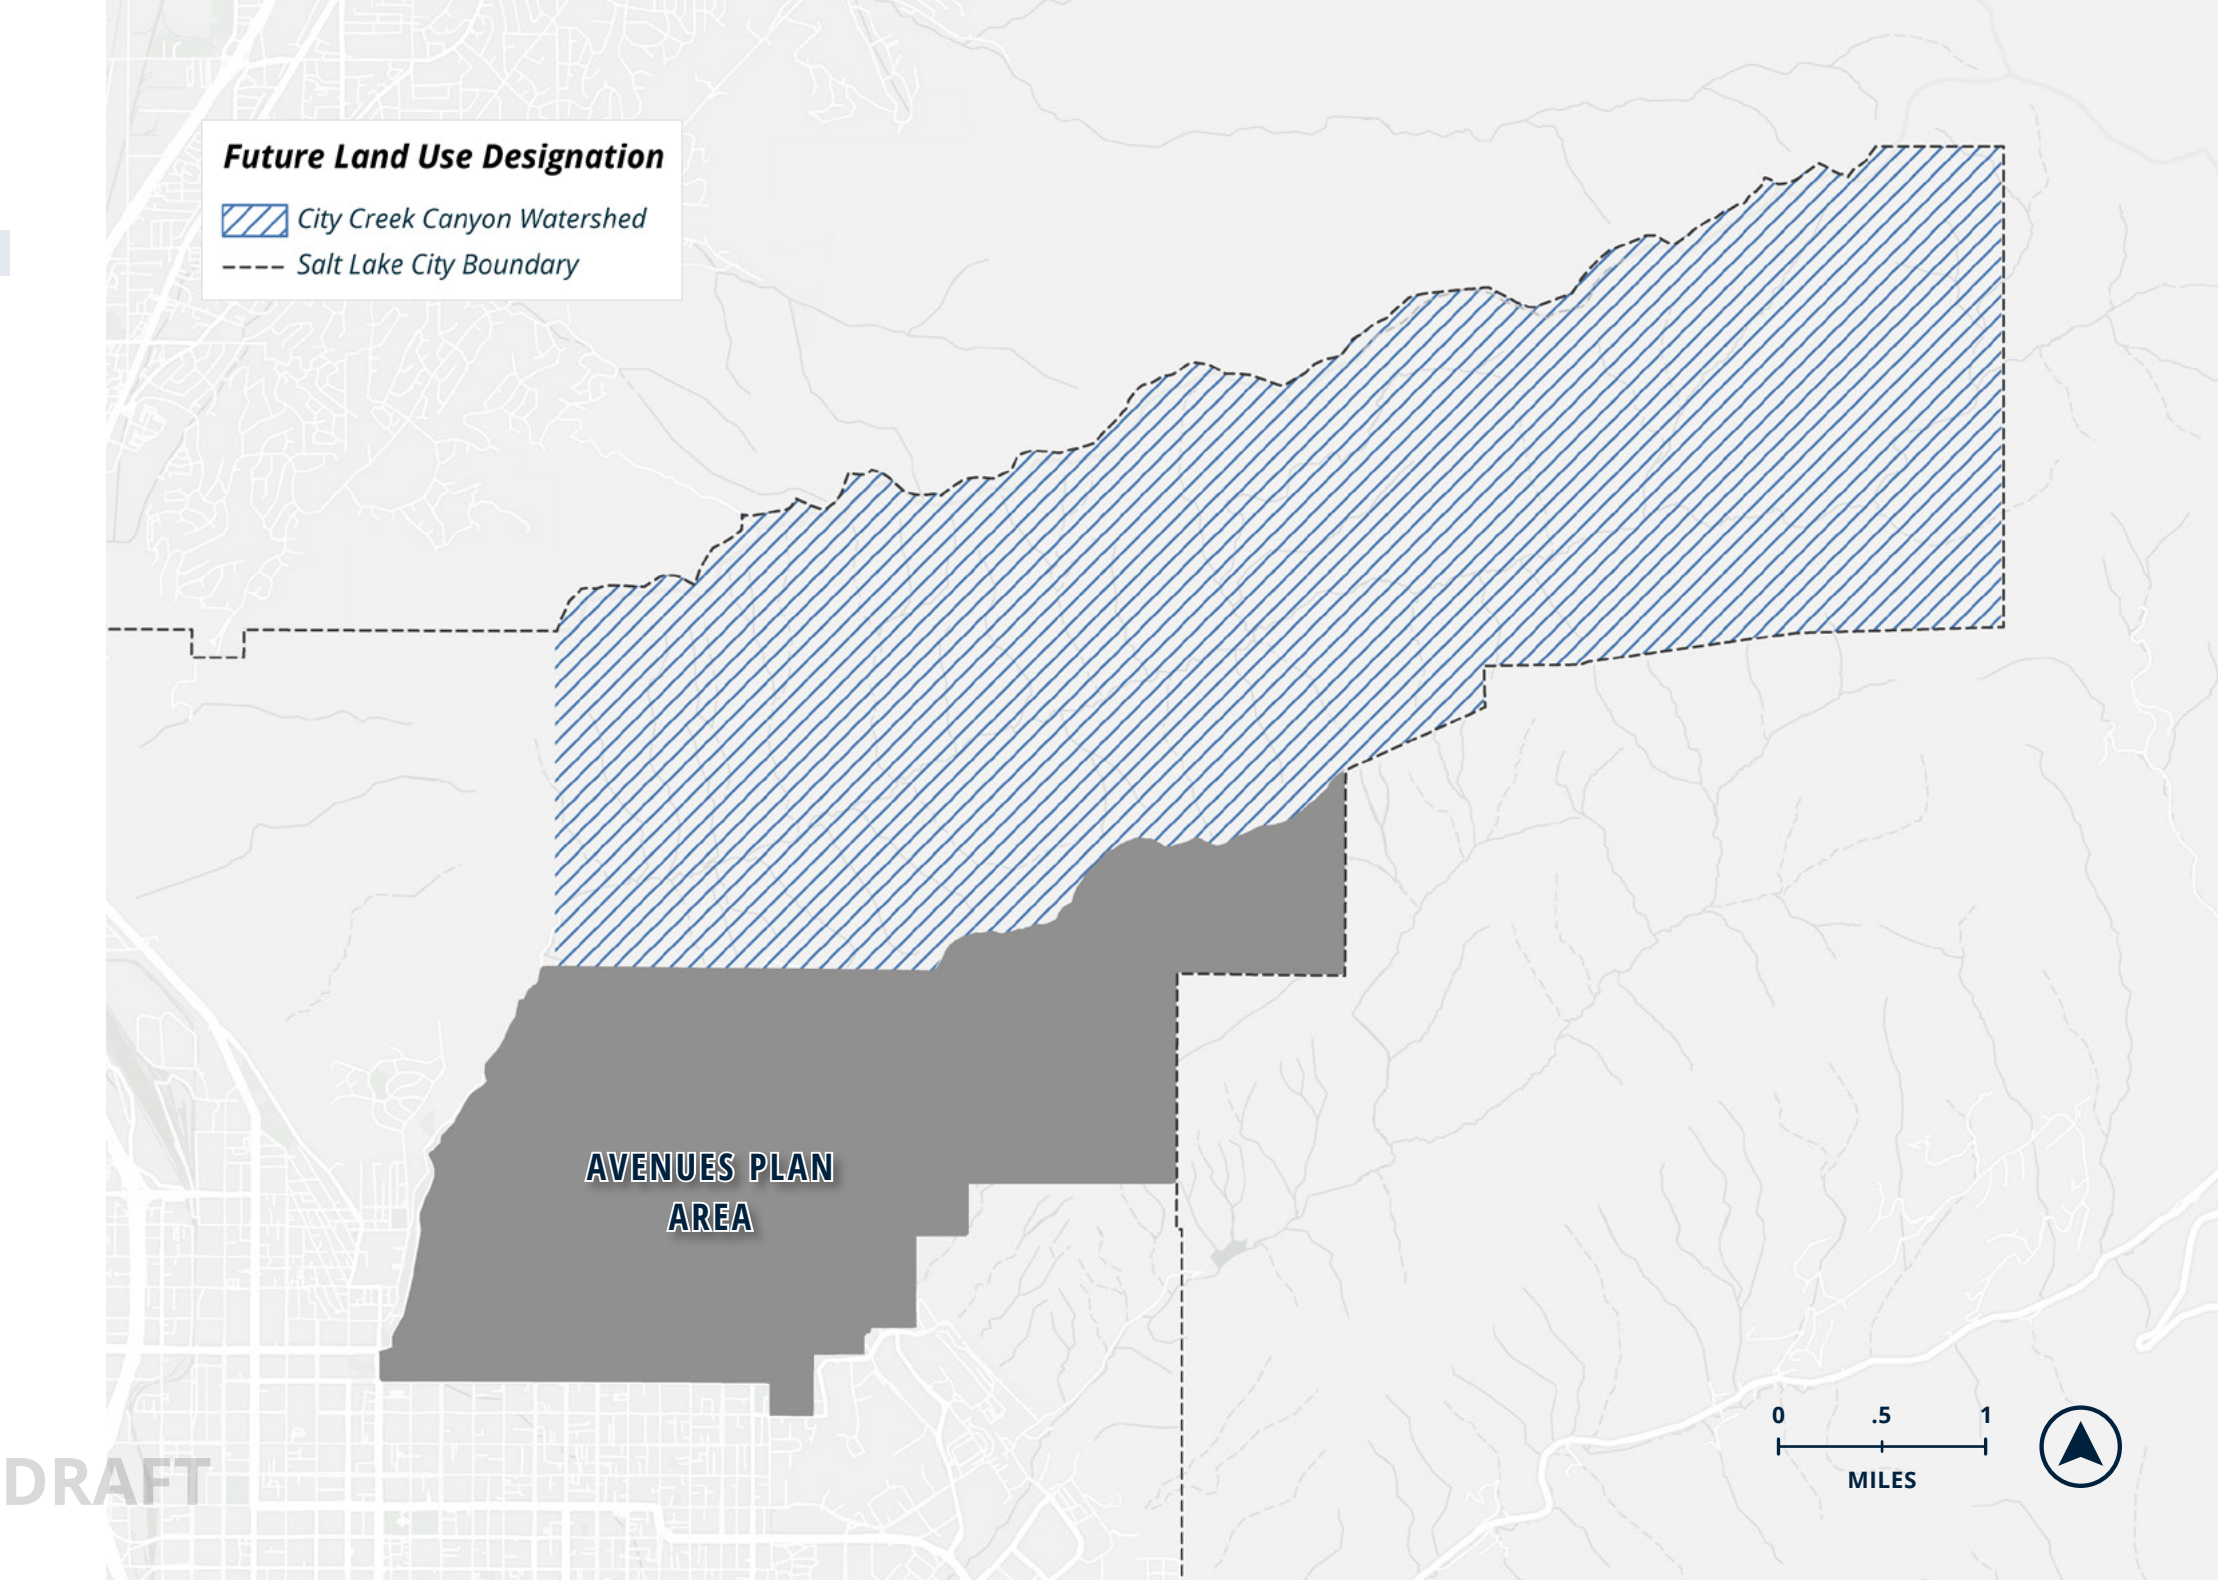 Future Land Use Designation
City Creek Canyon Watershed
Salt Lake City Boundary
AVENUES PLAN
AREA
0 .5 1
MILES
DRAFT